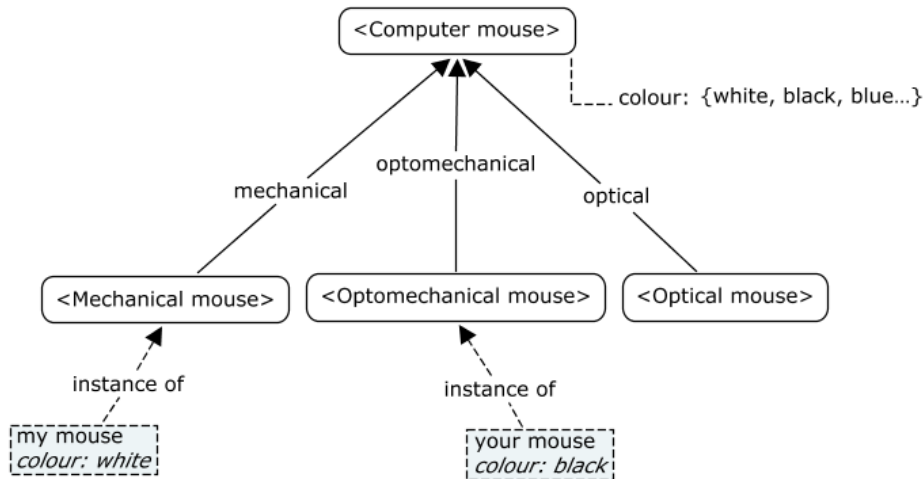 <Computer mouse>
colour: {white, black, blue…}
optomechanical
mechanical
optical
<Mechanical mouse>
<Optomechanical mouse>
<Optical mouse>
instance of
instance of
my mouse
colour: white
your mouse
colour: black